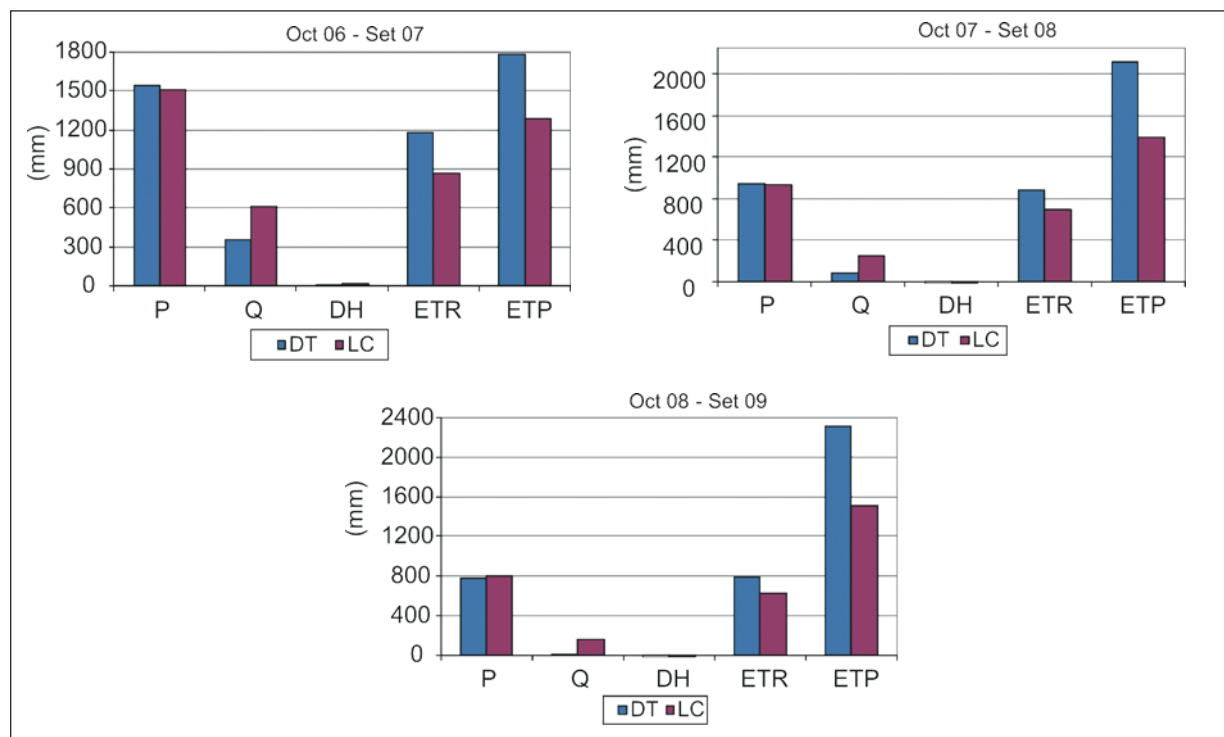 Oct 06 - Set 07
1800
1500
1200
900
600
300
0
(mm)
P Q DH ETR ETP
DT LC
Oct 07 - Set 08
2000
1600
1200
800
400
0
(mm)
P Q DH ETR ETP
DT LC
Oct 08 - Set 09
2400
2000
1600
1200
800
400
0
(mm)
P Q DH ETR ETP
DT LC